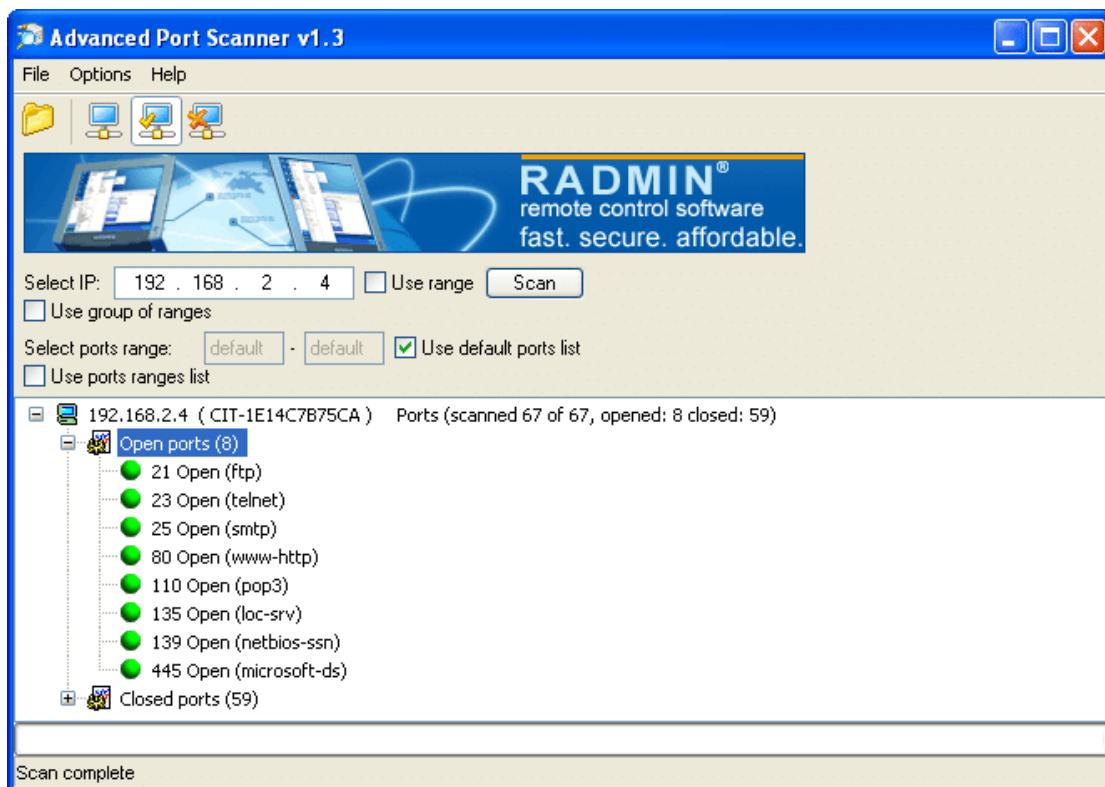 Advanced Port Scanner v1.3
File Options Help
RADMIN®
remote control software
fast. secure. affordable.
Select IP: 192 . 168 . 2 . 4 Use range Scan
Use group of ranges
Select ports range: default - default Use default ports list
Use ports ranges list
192.168.2.4 ( CIT-1E14C7B75CA ) Ports (scanned 67 of 67, opened: 8 closed: 59)
Open ports (8)
21 Open (ftp)
23 Open (telnet)
25 Open (smtp)
80 Open (www-http)
110 Open (pop3)
135 Open (loc-srv)
139 Open (netbios-ssn)
445 Open (microsoft-ds)
Closed ports (59)
Scan complete